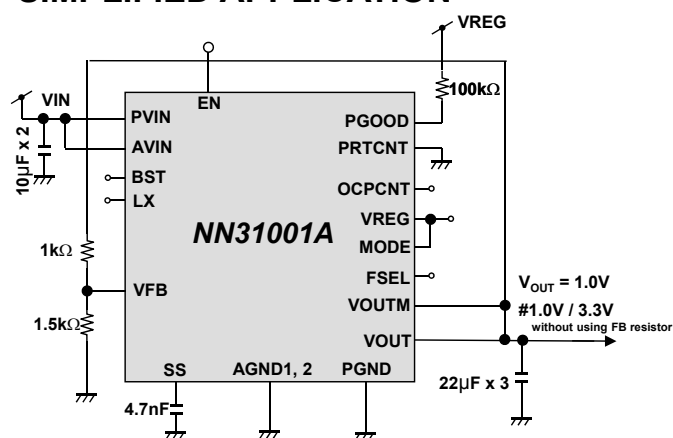 VREG
100kΩ
VIN
10µF x 2
EN
PVIN
PGOOD
AVIN
PRTCNT
BST
OCPCNT
LX
VREG
NN31001A
MODE
1kΩ
FSEL
VFB
VOUTM
VOUT = 1.0V
#1.0V / 3.3V
without using FB resistor
1.5kΩ
VOUT
SS
AGND1, 2
PGND
22µF x 3
4.7nF